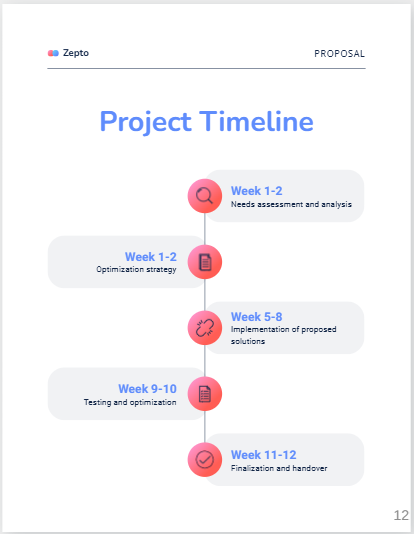 Zepto
PROPOSAL
Project Timeline
Week 1-2
Needs assessment and analysis
Week 1-2
Optimization strategy
Week 5-8
Implementation of proposed
solutions
Week 9-10
Testing and optimization
Week 11-12
Finalization and handover
12